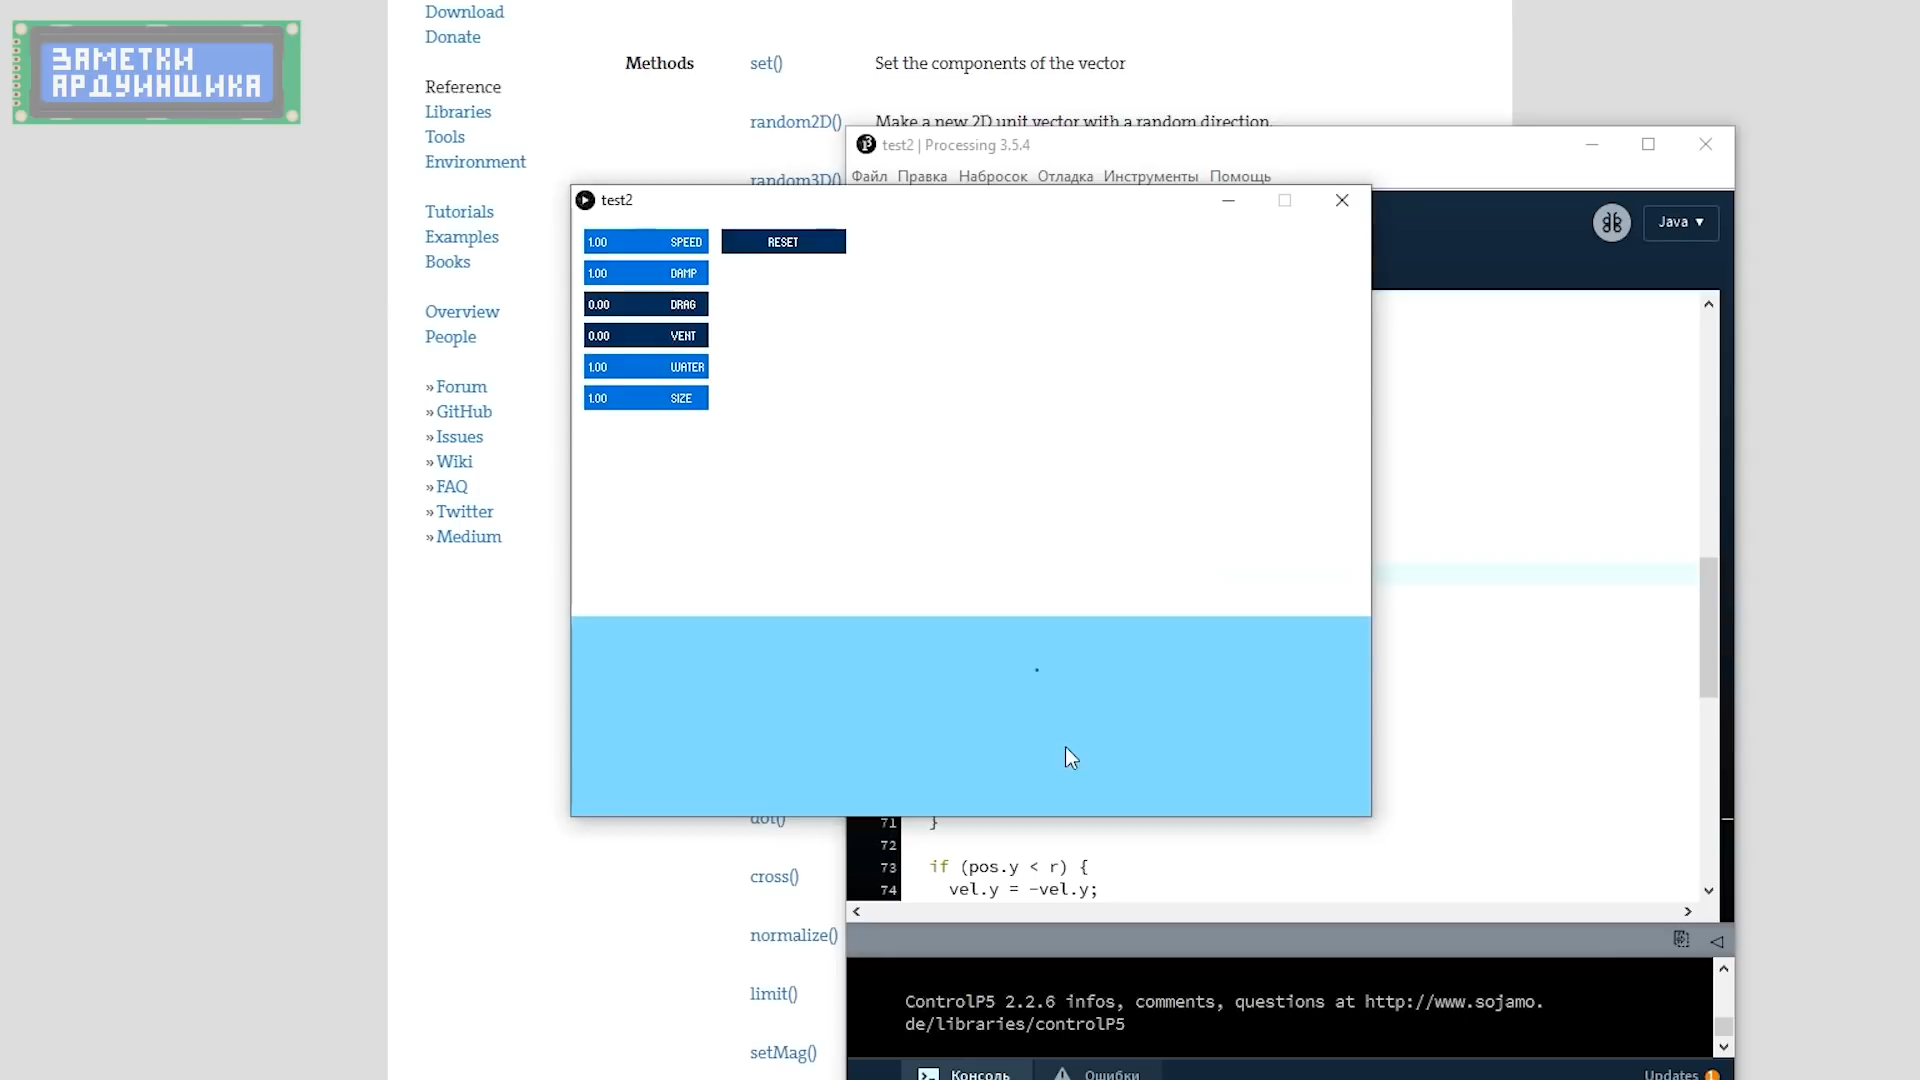 ЗАМЕТКИ
АРДУИНЩИКА
Download
Donate
Reference
Libraries
Tools
Environment
Tutorials
Examples
Books
Overview
People
» Forum
» GitHub
» Issues
» Wiki
» FAQ
» Twitter
» Medium
Methods
set() Set the components of the vector
random2D() Make a new 2D unit vector with a random direction.
random3D()
test2 | Processing 3.5.4
Файл Правка Набросок Отладка Инструменты Помощь
Java ▾
test2
1.00 SPEED
RESET
1.00 DAMP
0.00 DRAG
0.00 VENT
1.00 WATER
1.00 SIZE
dot()
cross()
normalize()
limit()
setMag()
71 }
72
73 if (pos.y < r) {
74 vel.y = -vel.y;
ControlP5 2.2.6 infos, comments, questions at http://www.sojamo.
de/libraries/controlP5
Консоль Ошибки Updates 1